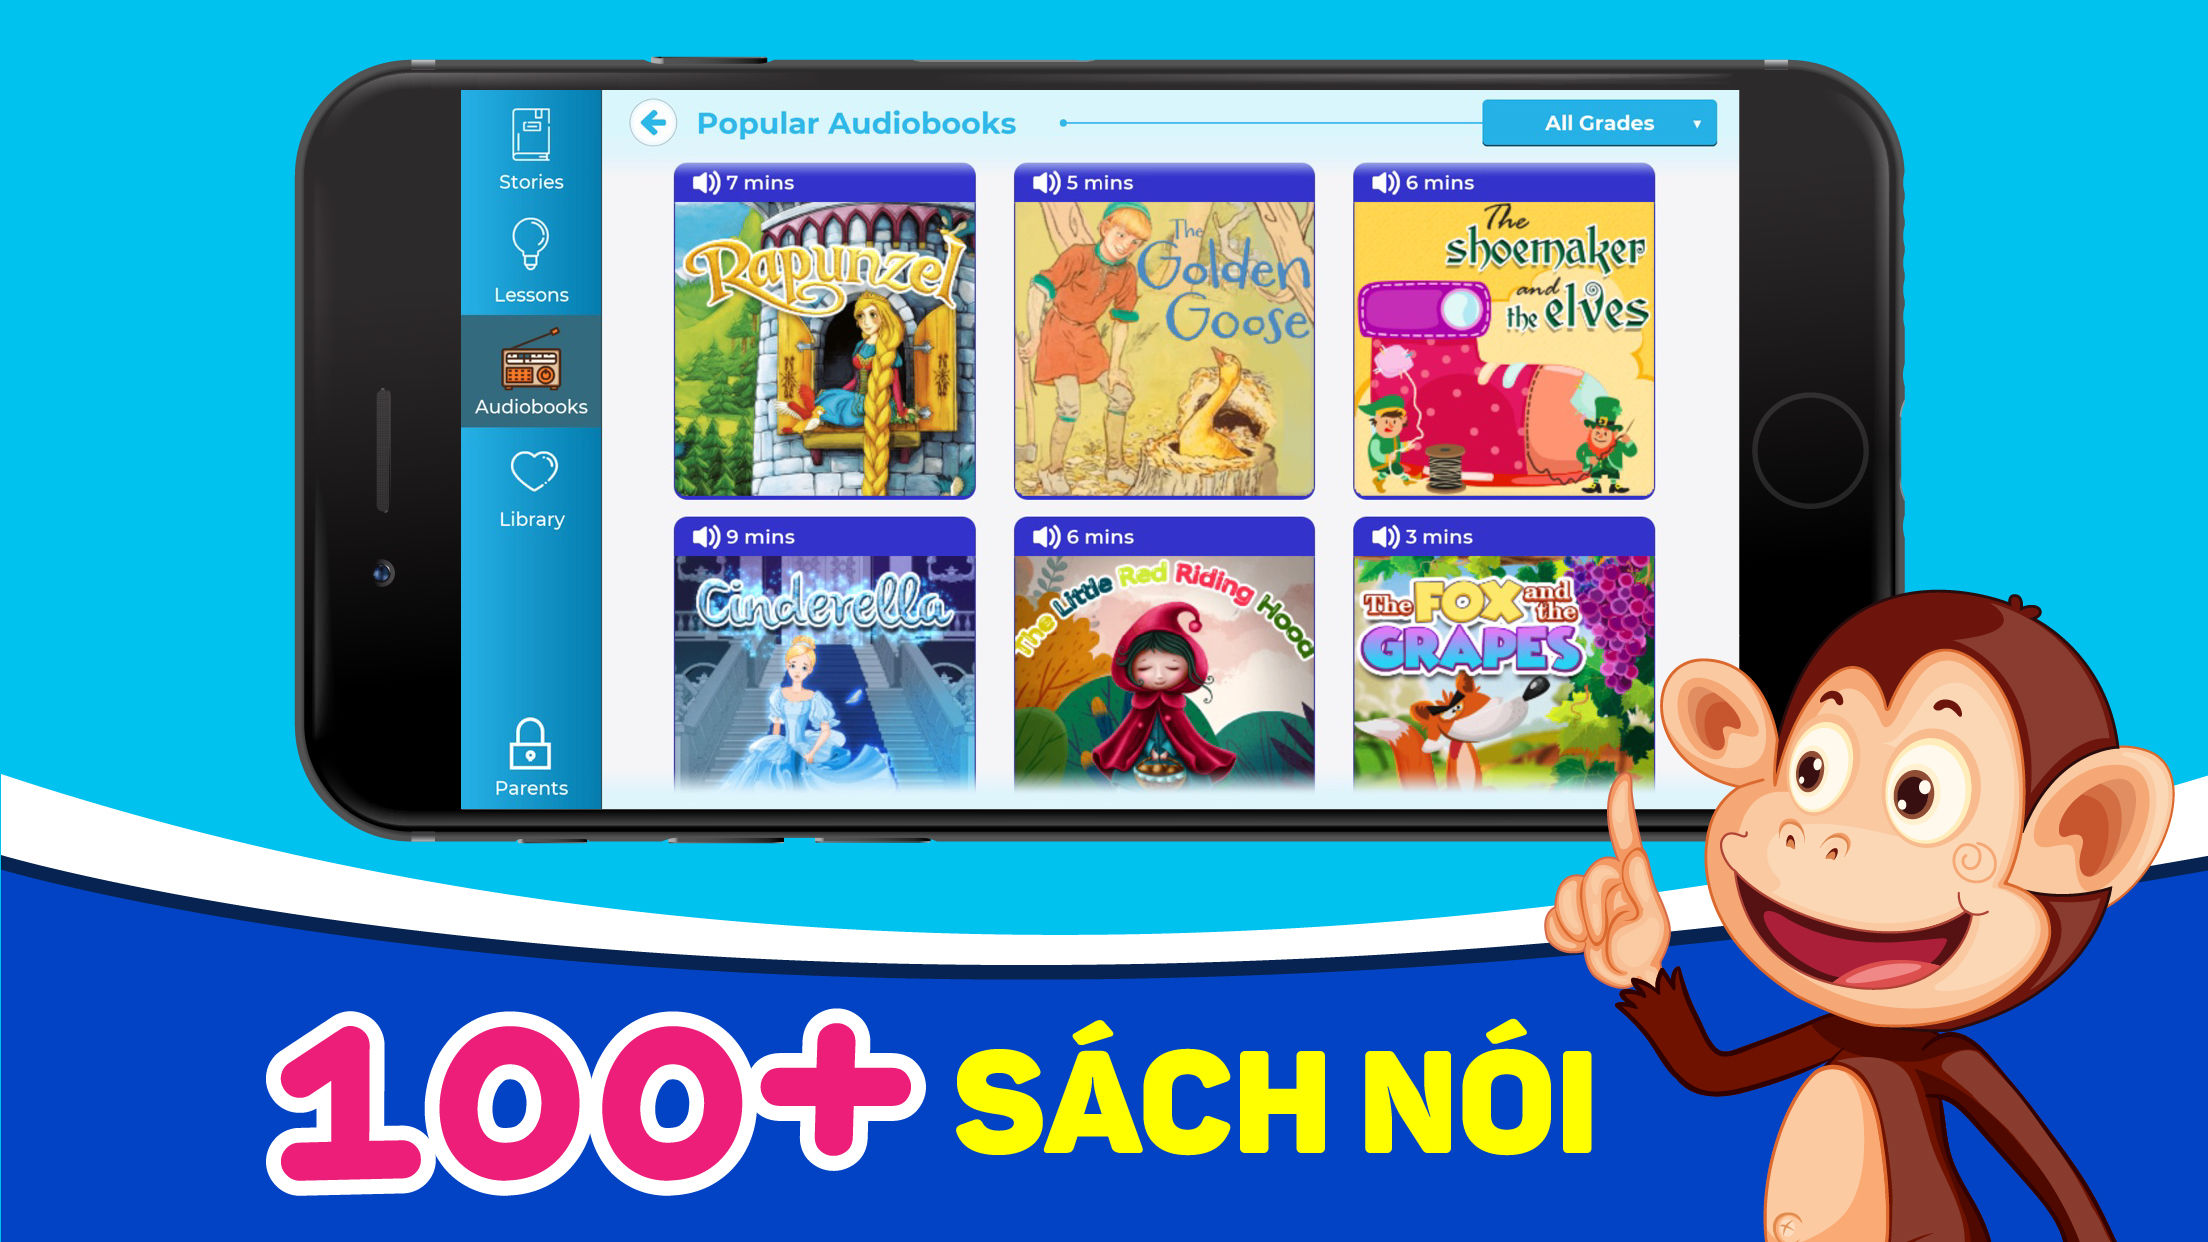 Popular Audiobooks
All Grades
Stories
Lessons
Audiobooks
Library
Parents
7 mins
Rapunzel
5 mins
The
Golden
Goose
6 mins
The
shoemaker
and
the elves
9 mins
Cinderella
6 mins
The Little Red Riding Hood
3 mins
The FOX and the
GRAPES
100+ SÁCH NÓI